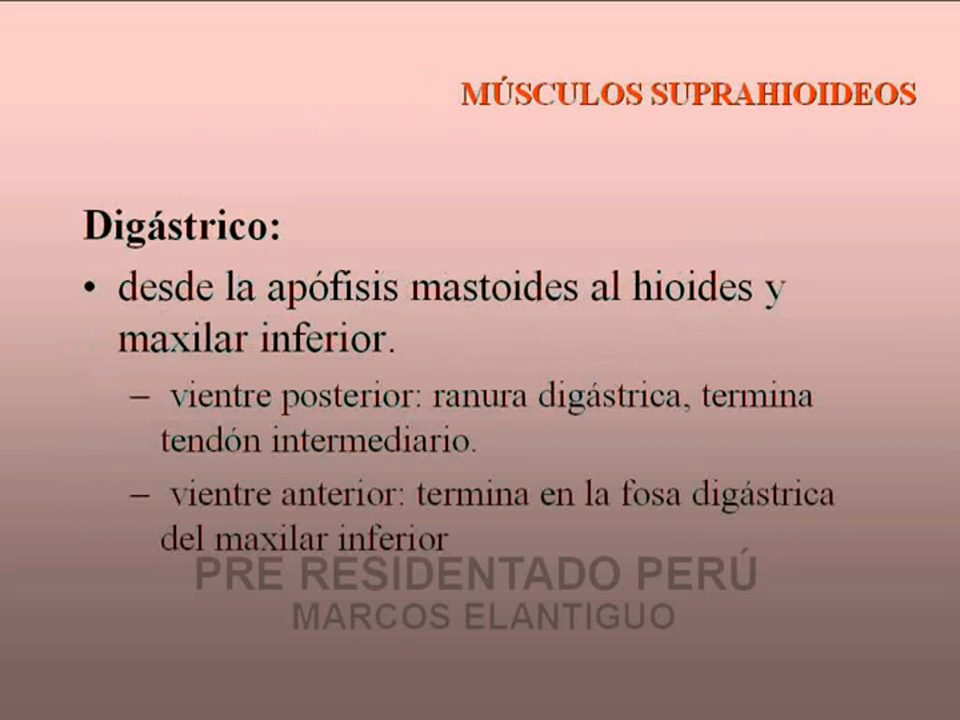 MÚSCULOS SUPRAHIOIDEOS
Digástrico:
• desde la apófisis mastoides al hioides y
maxilar inferior.
– vientre posterior: ranura digástrica, termina
tendón intermediario.
– vientre anterior: termina en la fosa digástrica
del maxilar inferior
PRE RESIDENTADO PERÚ
MARCOS ELANTIGUO